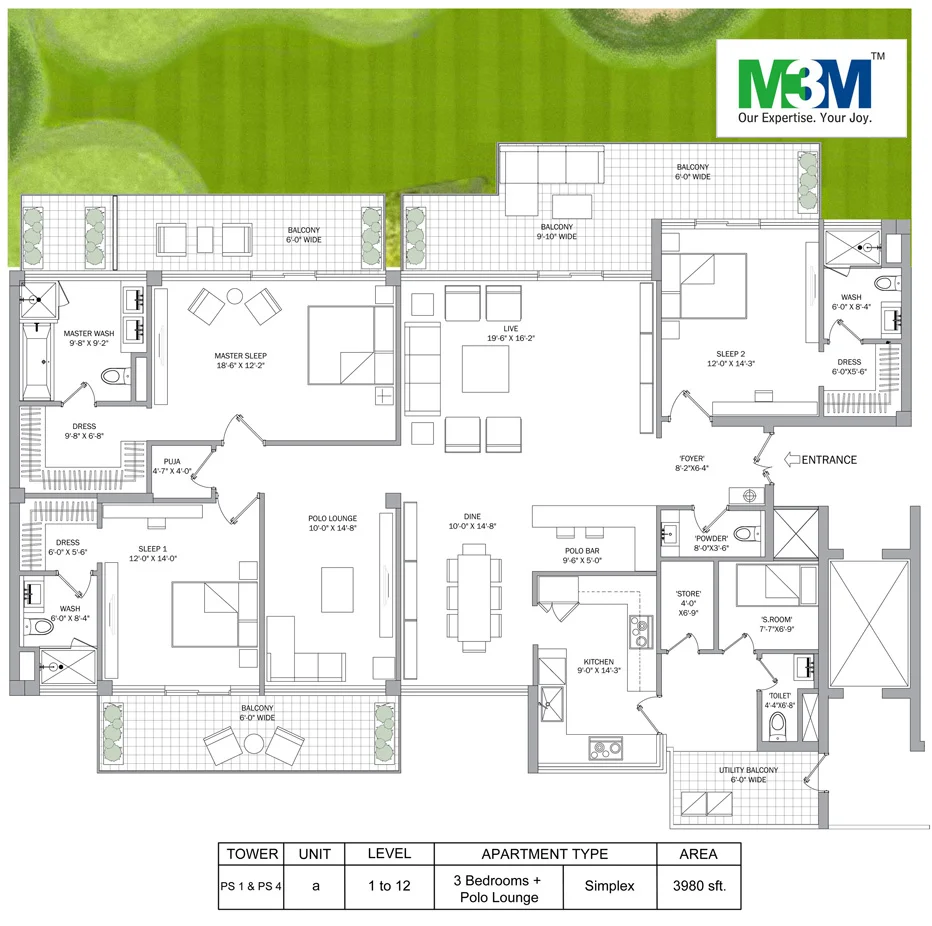 M3M
TM
Our Expertise. Your Joy.
BALCONY
6'-0" WIDE
BALCONY
6'-0" WIDE
BALCONY
9'-10" WIDE
MASTER WASH
9'-8" X 9'-2"
MASTER SLEEP
18'-6" X 12'-2"
LIVE
19'-6" X 16'-2"
SLEEP 2
12'-0" X 14'-3"
WASH
6'-0" X 8'-4"
DRESS
6'-0"X5'-6"
DRESS
9'-8" X 6'-8"
PUJA
4'-7" X 4'-0"
'FOYER'
8'-2"X6'-4"
ENTRANCE
DRESS
6'-0" X 5'-6"
SLEEP 1
12'-0" X 14'-0"
POLO LOUNGE
10'-0" X 14'-8"
DINE
10'-0" X 14'-8"
POLO BAR
9'-6" X 5'-0"
'POWDER'
8'-0"X3'-6"
WASH
6'-0" X 8'-4"
'STORE'
4'-0"
X6'-9"
'S.ROOM'
7'-7"X6'-9"
KITCHEN
9'-0" X 14'-3"
'TOILET'
4'-4"X6'-8"
BALCONY
6'-0" WIDE
UTILITY BALCONY
6'-0" WIDE
TOWER UNIT LEVEL APARTMENT TYPE AREA
PS 1 & PS 4 a 1 to 12 3 Bedrooms + Polo Lounge Simplex 3980 sft.